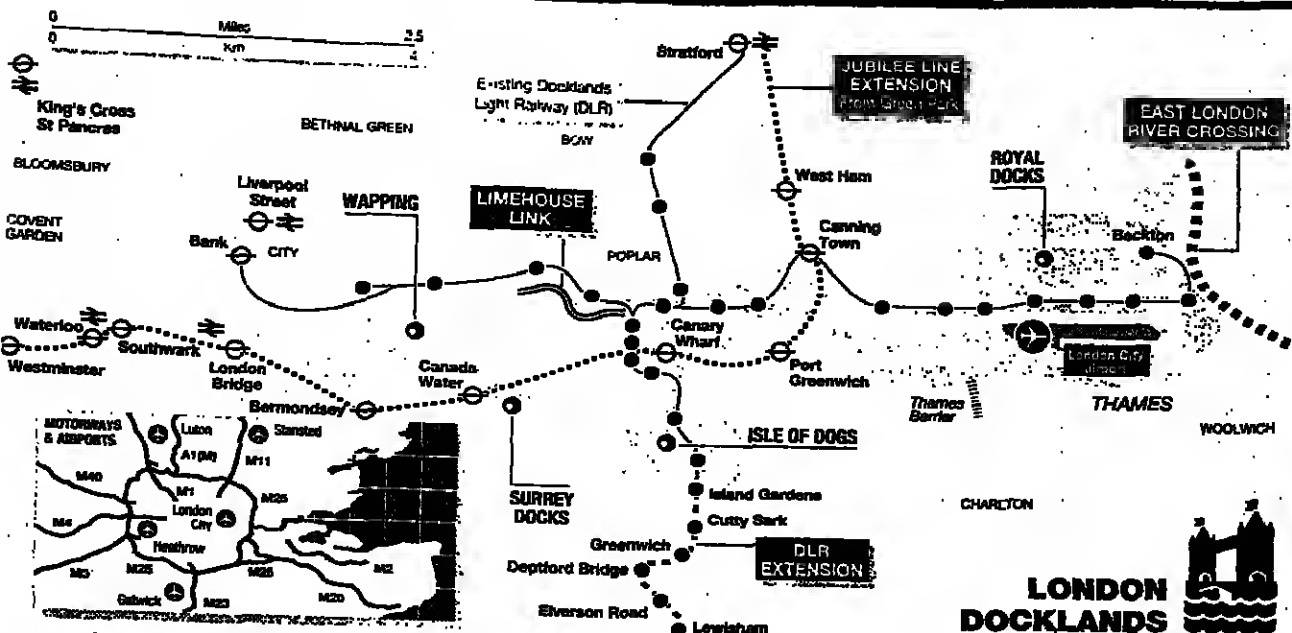 0 Miles 2.5
0 Km 4
King's Cross
St Pancras
BETHNAL GREEN
BLOOMSBURY
COVENT
GARDEN
Liverpool
Street
Bank
CITY
WAPPING
LIMEHOUSE
LINK
Existing Docklands
Light Railway (DLR)
BOW
POPLAR
Stratford
JUBILEE LINE
EXTENSION
From Green Park
West Ham
Canning
Town
ROYAL
DOCKS
EAST LONDON
RIVER CROSSING
Beckton
Waterloo
Westminster
Southwark
London
Bridge
Bermondsey
Canada
Water
Canary
Wharf
Port
Greenwich
London City
airport
Thames
Barrier
THAMES
WOOLWICH
CHARLTON
SURREY
DOCKS
ISLE OF DOGS
Island Gardens
Cutty Sark
Greenwich
Deptford Bridge
Elverson Road
Lewisham
DLR
EXTENSION
MOTORWAYS
& AIRPORTS
Luton
Stansted
A1(M)
M11
M40
M1
M25
London
City
M4
Heathrow
M3
M25
M26
M2
M20
Gatwick
M23
LONDON
DOCKLANDS